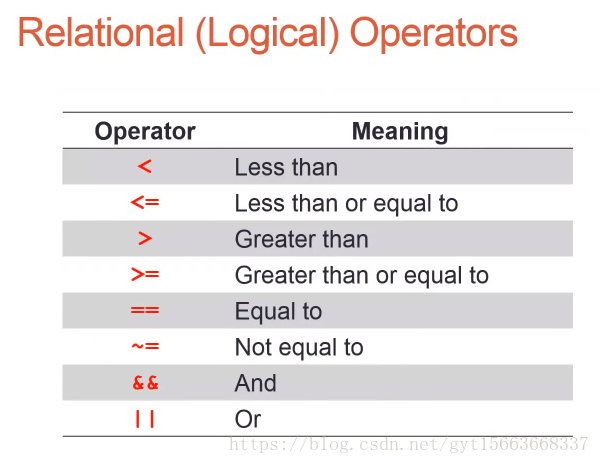 Relational (Logical) Operators
Operator Meaning
< Less than
<= Less than or equal to
> Greater than
>= Greater than or equal to
== Equal to
~= Not equal to
&& And
|| Or
https://blog.csdn.net/gyt15663668337